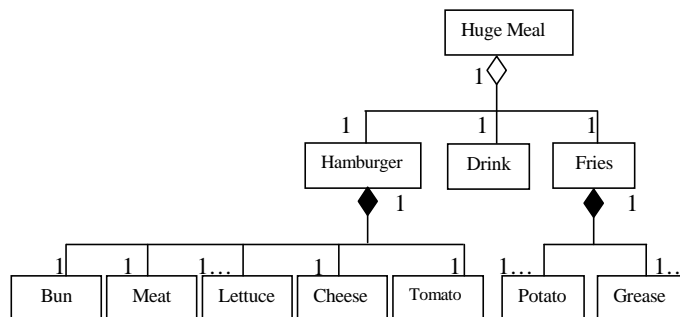 Huge Meal
1
1 1 1
Hamburger Drink Fries
1 1
1 1 1... 1 1 1... 1...
Bun Meat Lettuce Cheese Tomato Potato Grease